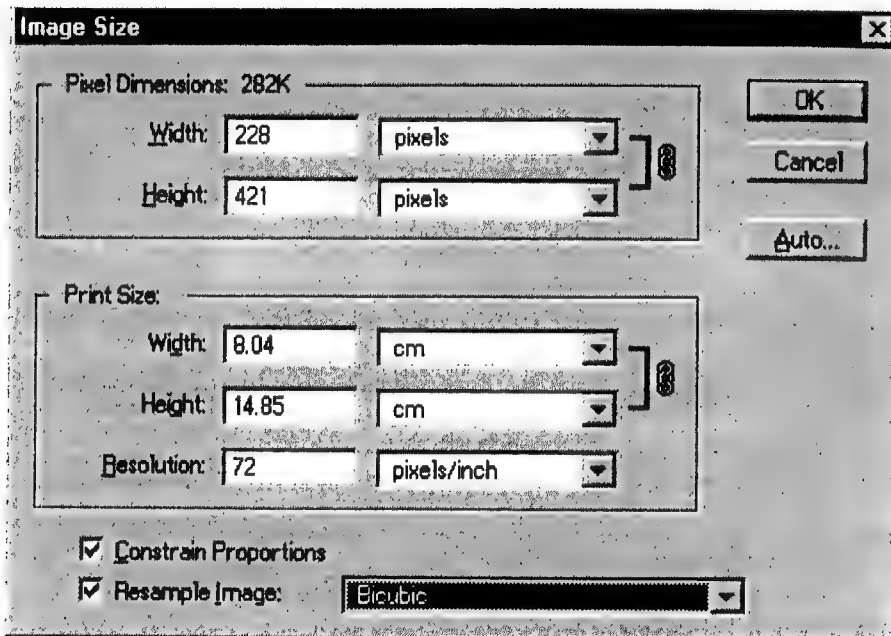 Image Size
Pixel Dimensions: 282K
Width: 228 pixels
Height: 421 pixels
OK
Cancel
Auto...
Print Size:
Width: 8.04 cm
Height: 14.85 cm
Resolution: 72 pixels/inch
Constrain Proportions
Resample Image: Bicubic